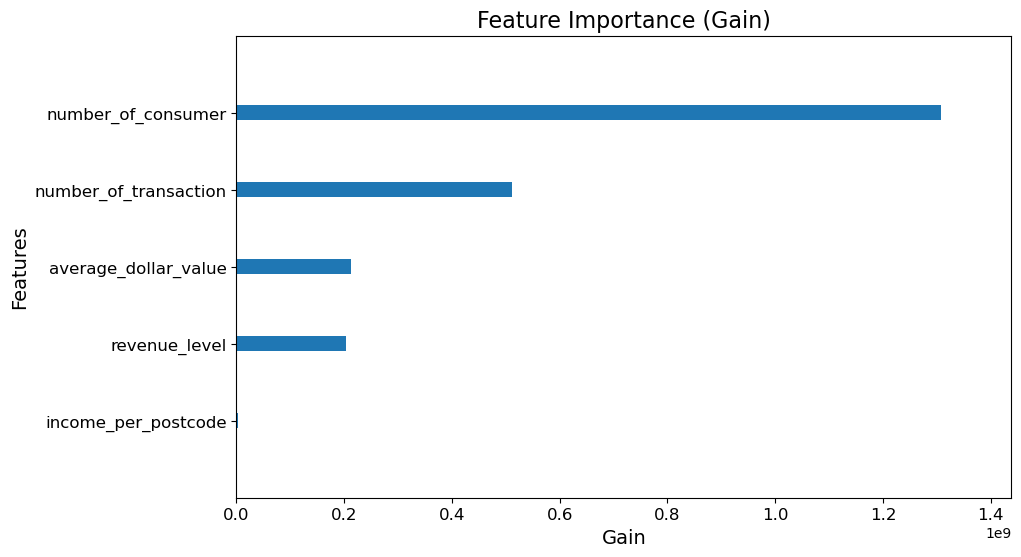 Feature Importance (Gain)
number_of_consumer
number_of_transaction
average_dollar_value
revenue_level
income_per_postcode
Features
0.0 0.2 0.4 0.6 0.8 1.0 1.2 1.4
1e9
Gain